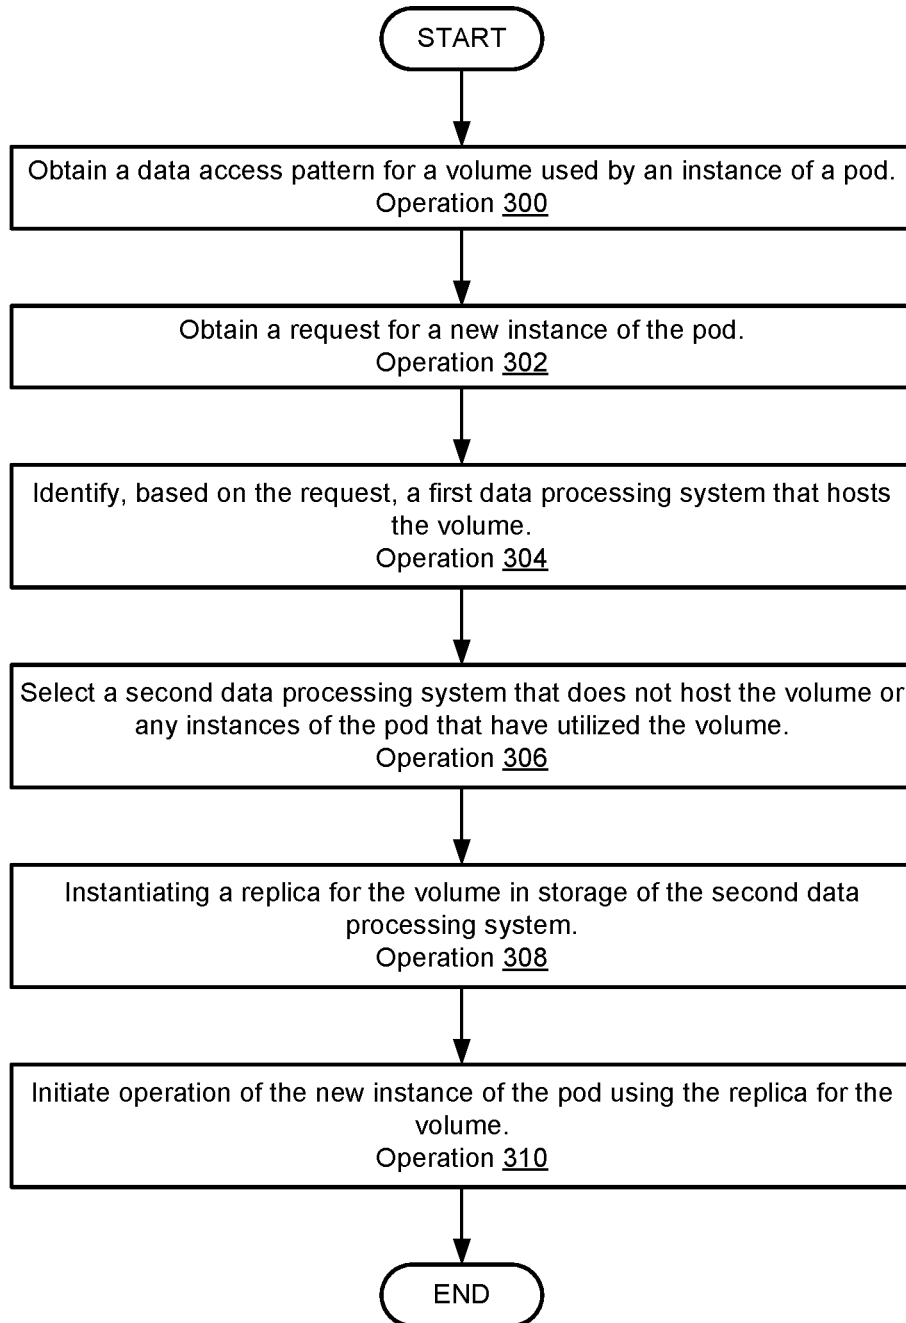 START
Obtain a data access pattern for a volume used by an instance of a pod.
Operation 300
Obtain a request for a new instance of the pod.
Operation 302
Identify, based on the request, a first data processing system that hosts
the volume.
Operation 304
Select a second data processing system that does not host the volume or
any instances of the pod that have utilized the volume.
Operation 306
Instantiating a replica for the volume in storage of the second data
processing system.
Operation 308
Initiate operation of the new instance of the pod using the replica for the
volume.
Operation 310
END